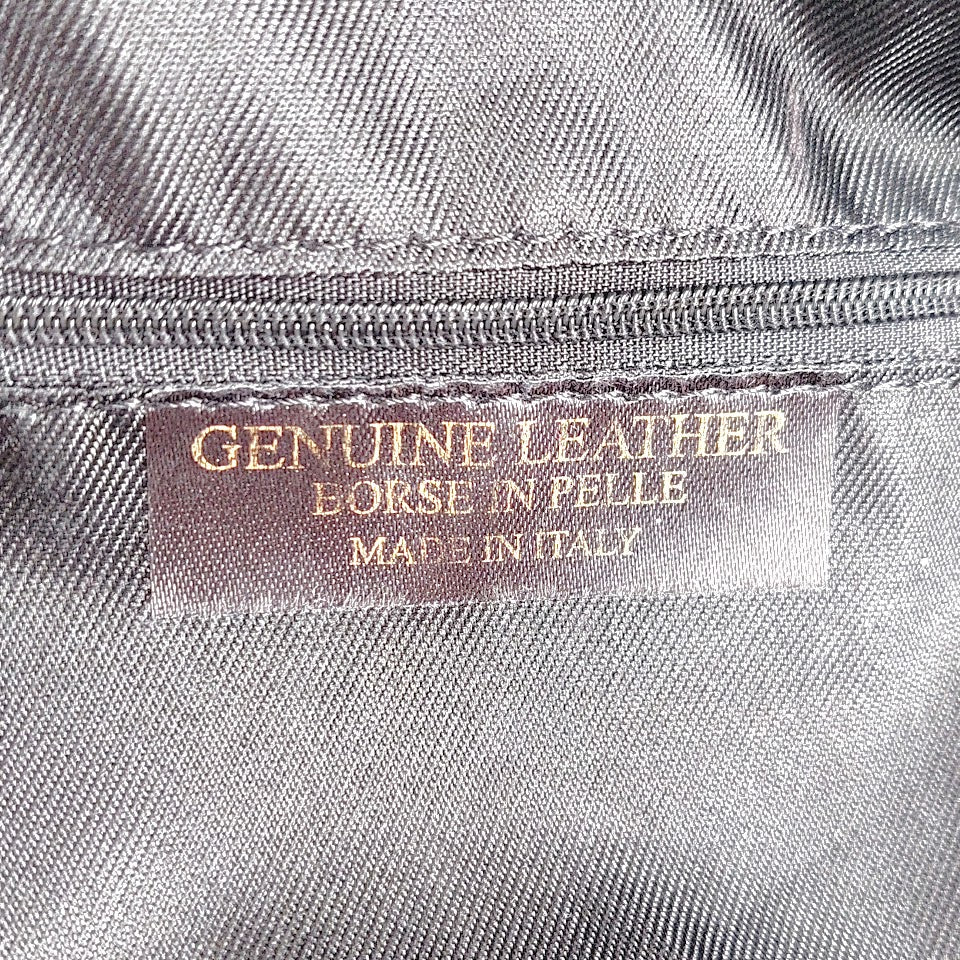 GENUINE LEATHER
BORSE IN PELLE
MADE IN ITALY